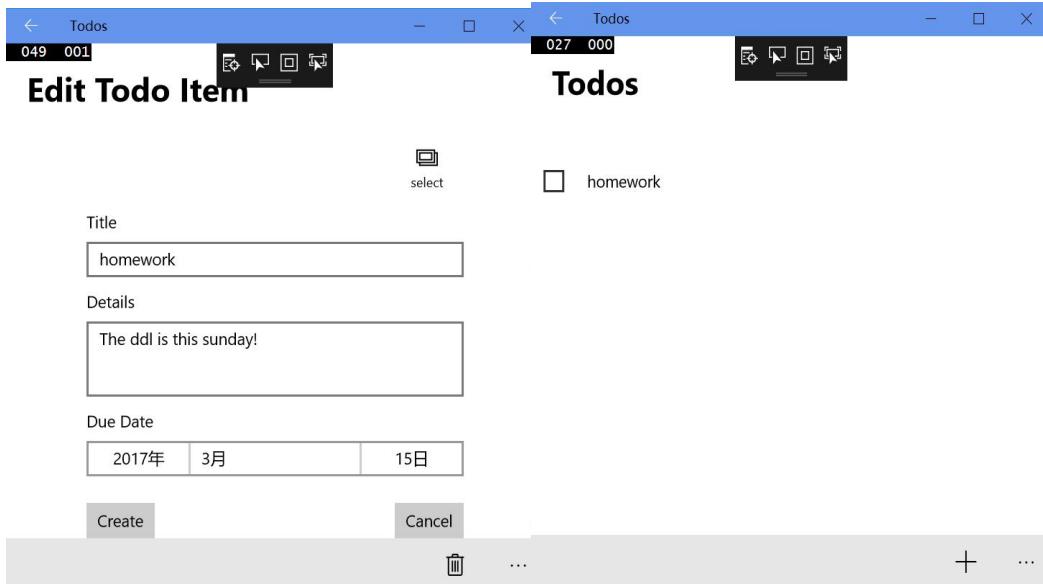 Todos
049 001
Edit Todo Item
select
Title
homework
Details
The ddl is this sunday!
Due Date
2017年 3月 15日
Create Cancel
...
Todos
027 000
Todos
homework
...